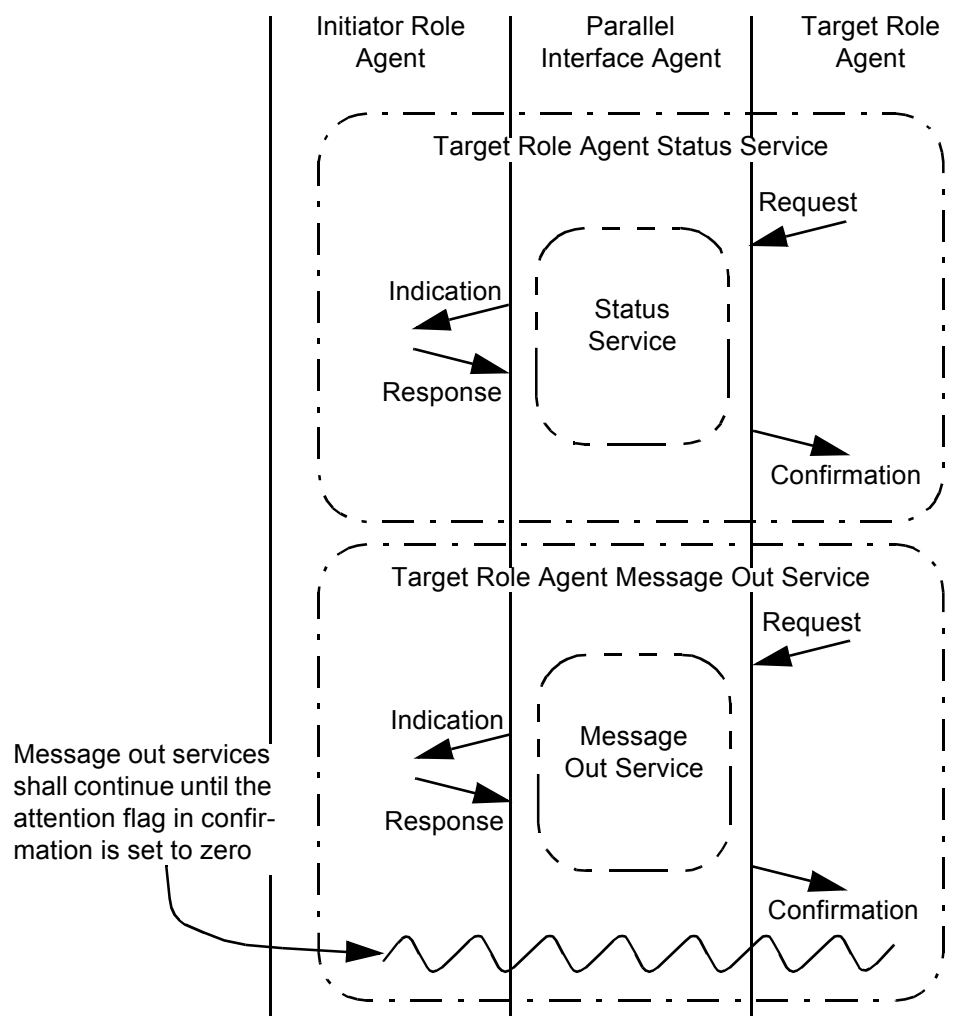 Initiator Role
Agent
Parallel
Interface Agent
Target Role
Agent
Target Role Agent Status Service
Request
Indication
Status
Service
Response
Confirmation
Target Role Agent Message Out Service
Request
Indication
Message
Out Service
Message out services
shall continue until the
attention flag in confir-
mation is set to zero
Response
Confirmation